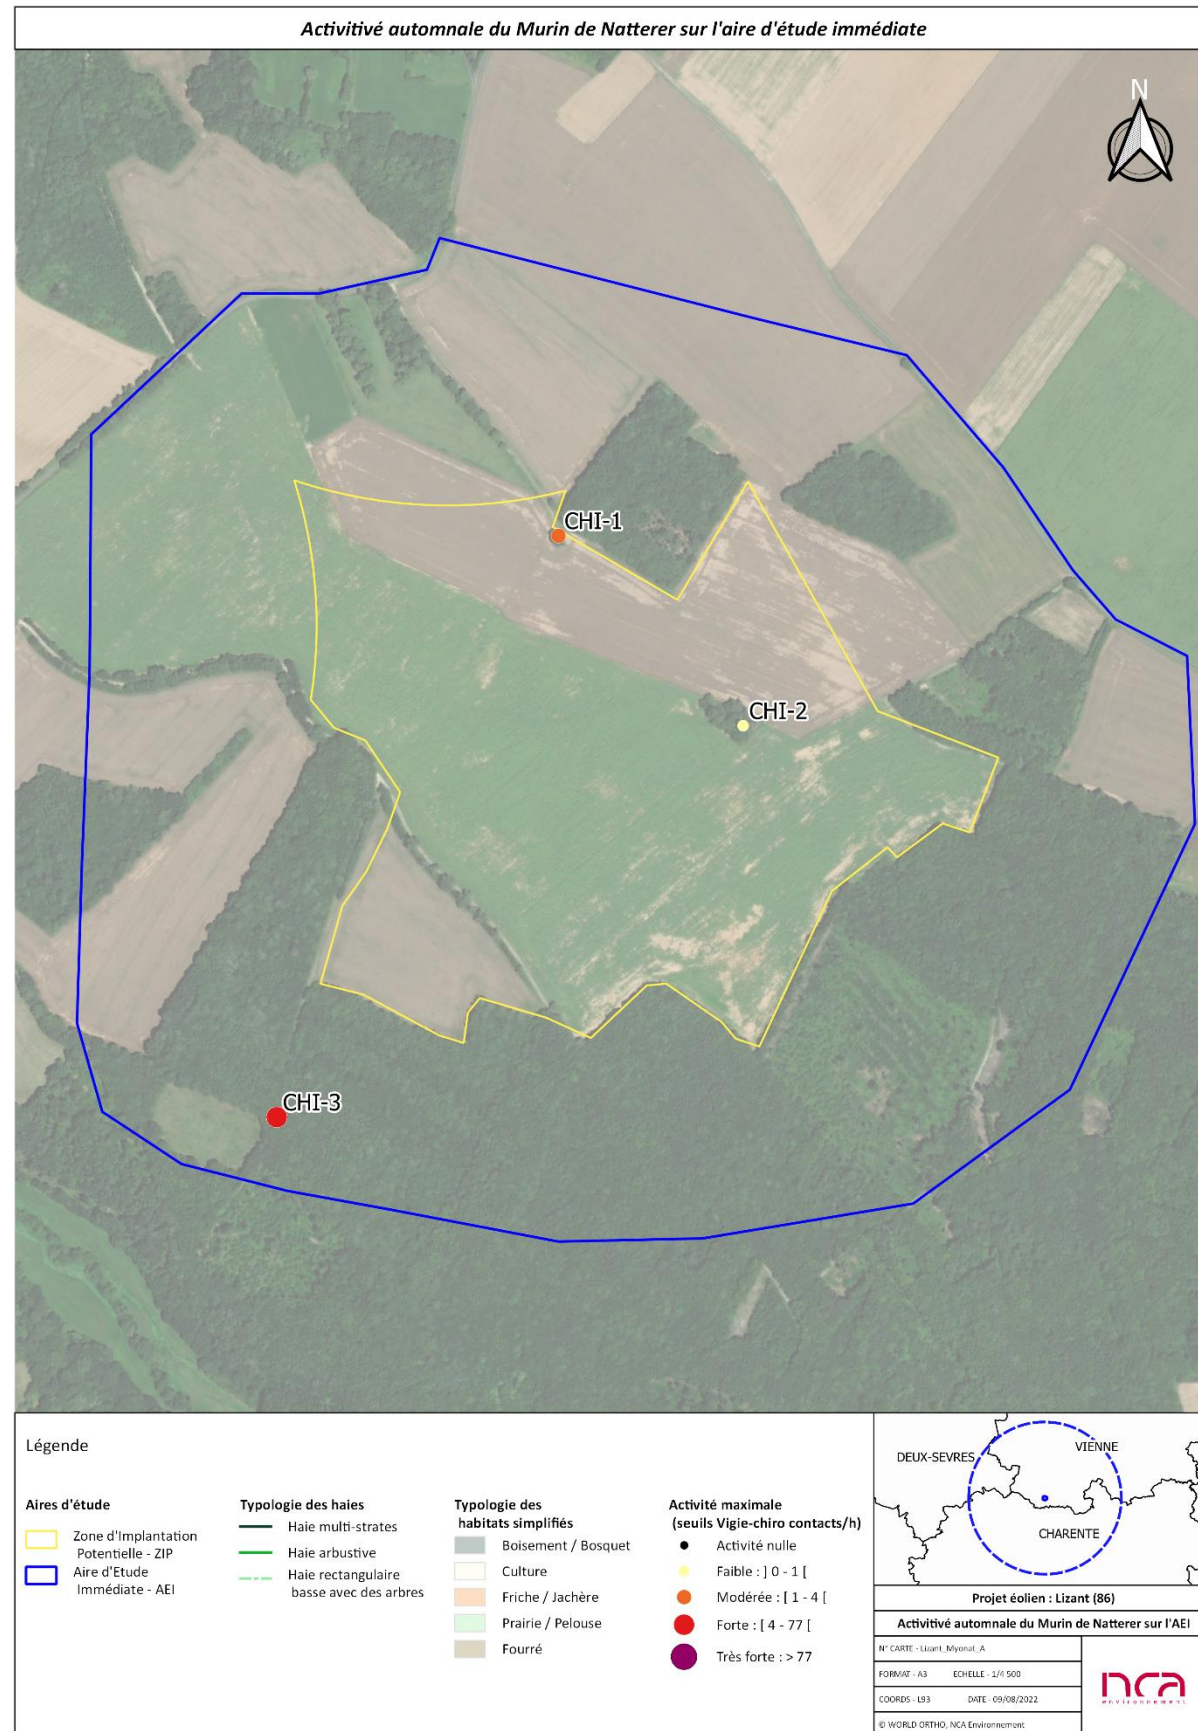 Activitivé automnale du Murin de Natterer sur l'aire d'étude immédiate
N
CHI-1
CHI-2
CHI-3
Légende
Aires d'étude
Zone d'Implantation
Potentielle - ZIP
Aire d'Etude
Immédiate - AEI
Typologie des haies
Haie multi-strates
Haie arbustive
Haie rectangulaire
basse avec des arbres
Typologie des
habitats simplifiés
Boisement / Bosquet
Culture
Friche / Jachère
Prairie / Pelouse
Fourré
Activité maximale
(seuils Vigie-chiro contacts/h)
Activité nulle
Faible : ] 0 - 1 [
Modérée : [ 1 - 4 [
Forte : [ 4 - 77 [
Très forte : > 77
DEUX-SEVRES
VIENNE
CHARENTE
Projet éolien : Lizant (86)
Activitivé automnale du Murin de Natterer sur l'AEI
N° CARTE - Lizant_Myonat_A
FORMAT - A3 ECHELLE - 1/4 500
COORDS - L93 DATE - 09/08/2022
© WORLD ORTHO, NCA Environnement
nca
environnement